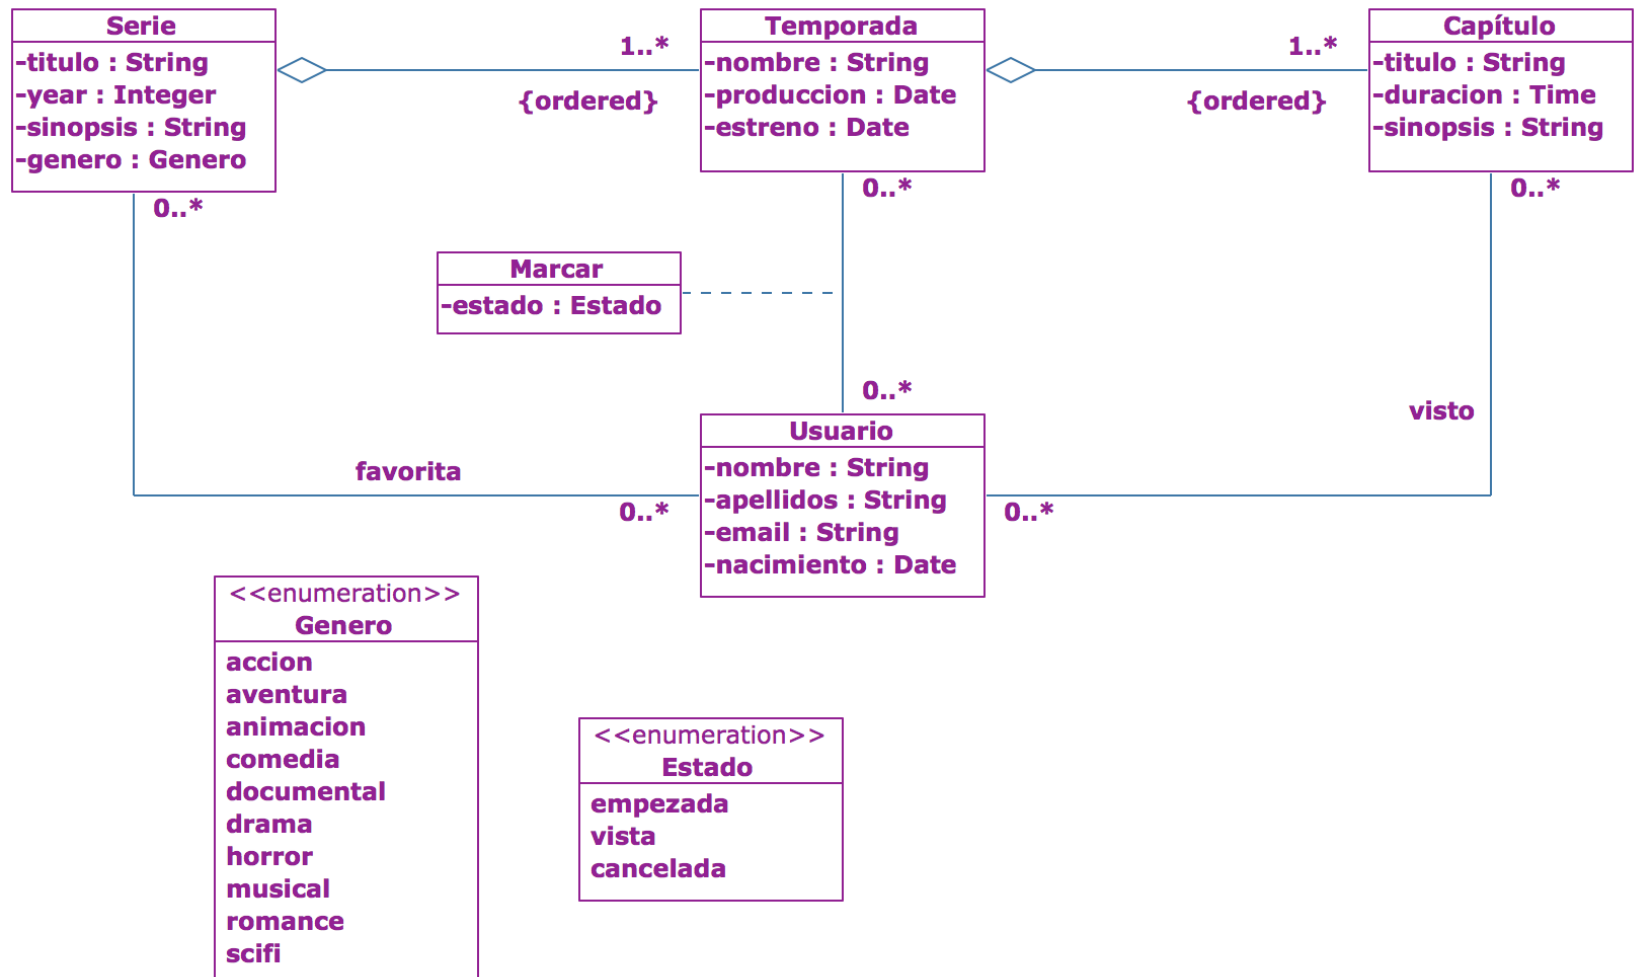 Serie
-titulo : String
-year : Integer
-sinopsis : String
-genero : Genero
0..*
1..*
{ordered}
Temporada
-nombre : String
-produccion : Date
-estreno : Date
0..*
1..*
{ordered}
Capítulo
-titulo : String
-duracion : Time
-sinopsis : String
0..*
Marcar
-estado : Estado
0..*
visto
Usuario
-nombre : String
-apellidos : String
-email : String
-nacimiento : Date
favorita
0..*
0..*
<<enumeration>>
Genero
accion
aventura
animacion
comedia
documental
drama
horror
musical
romance
scifi
<<enumeration>>
Estado
empezada
vista
cancelada